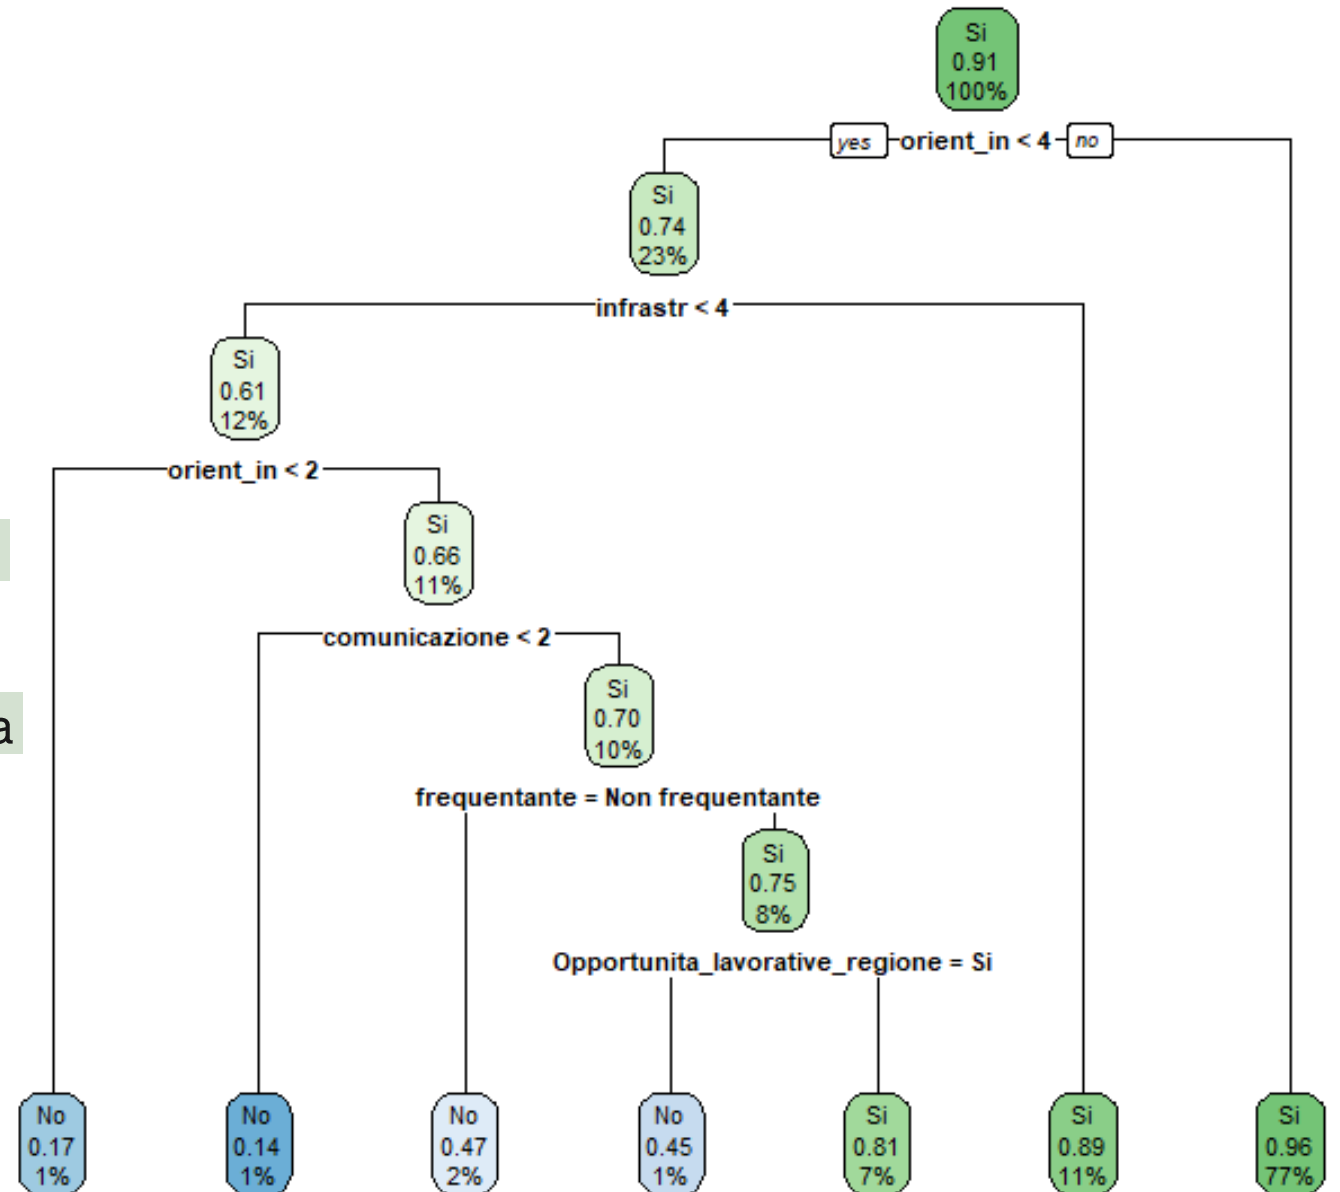 Si
0.91
100%
yes orient_in < 4 no
Si
0.74
23%
infrastr < 4
Si
0.61
12%
orient_in < 2
Si
0.66
11%
comunicazione < 2
Si
0.70
10%
a
frequentante = Non frequentante
Si
0.75
8%
Opportunita_lavorative_regione = Si
No
0.17
1%
No
0.14
1%
No
0.47
2%
No
0.45
1%
Si
0.81
7%
Si
0.89
11%
Si
0.96
77%